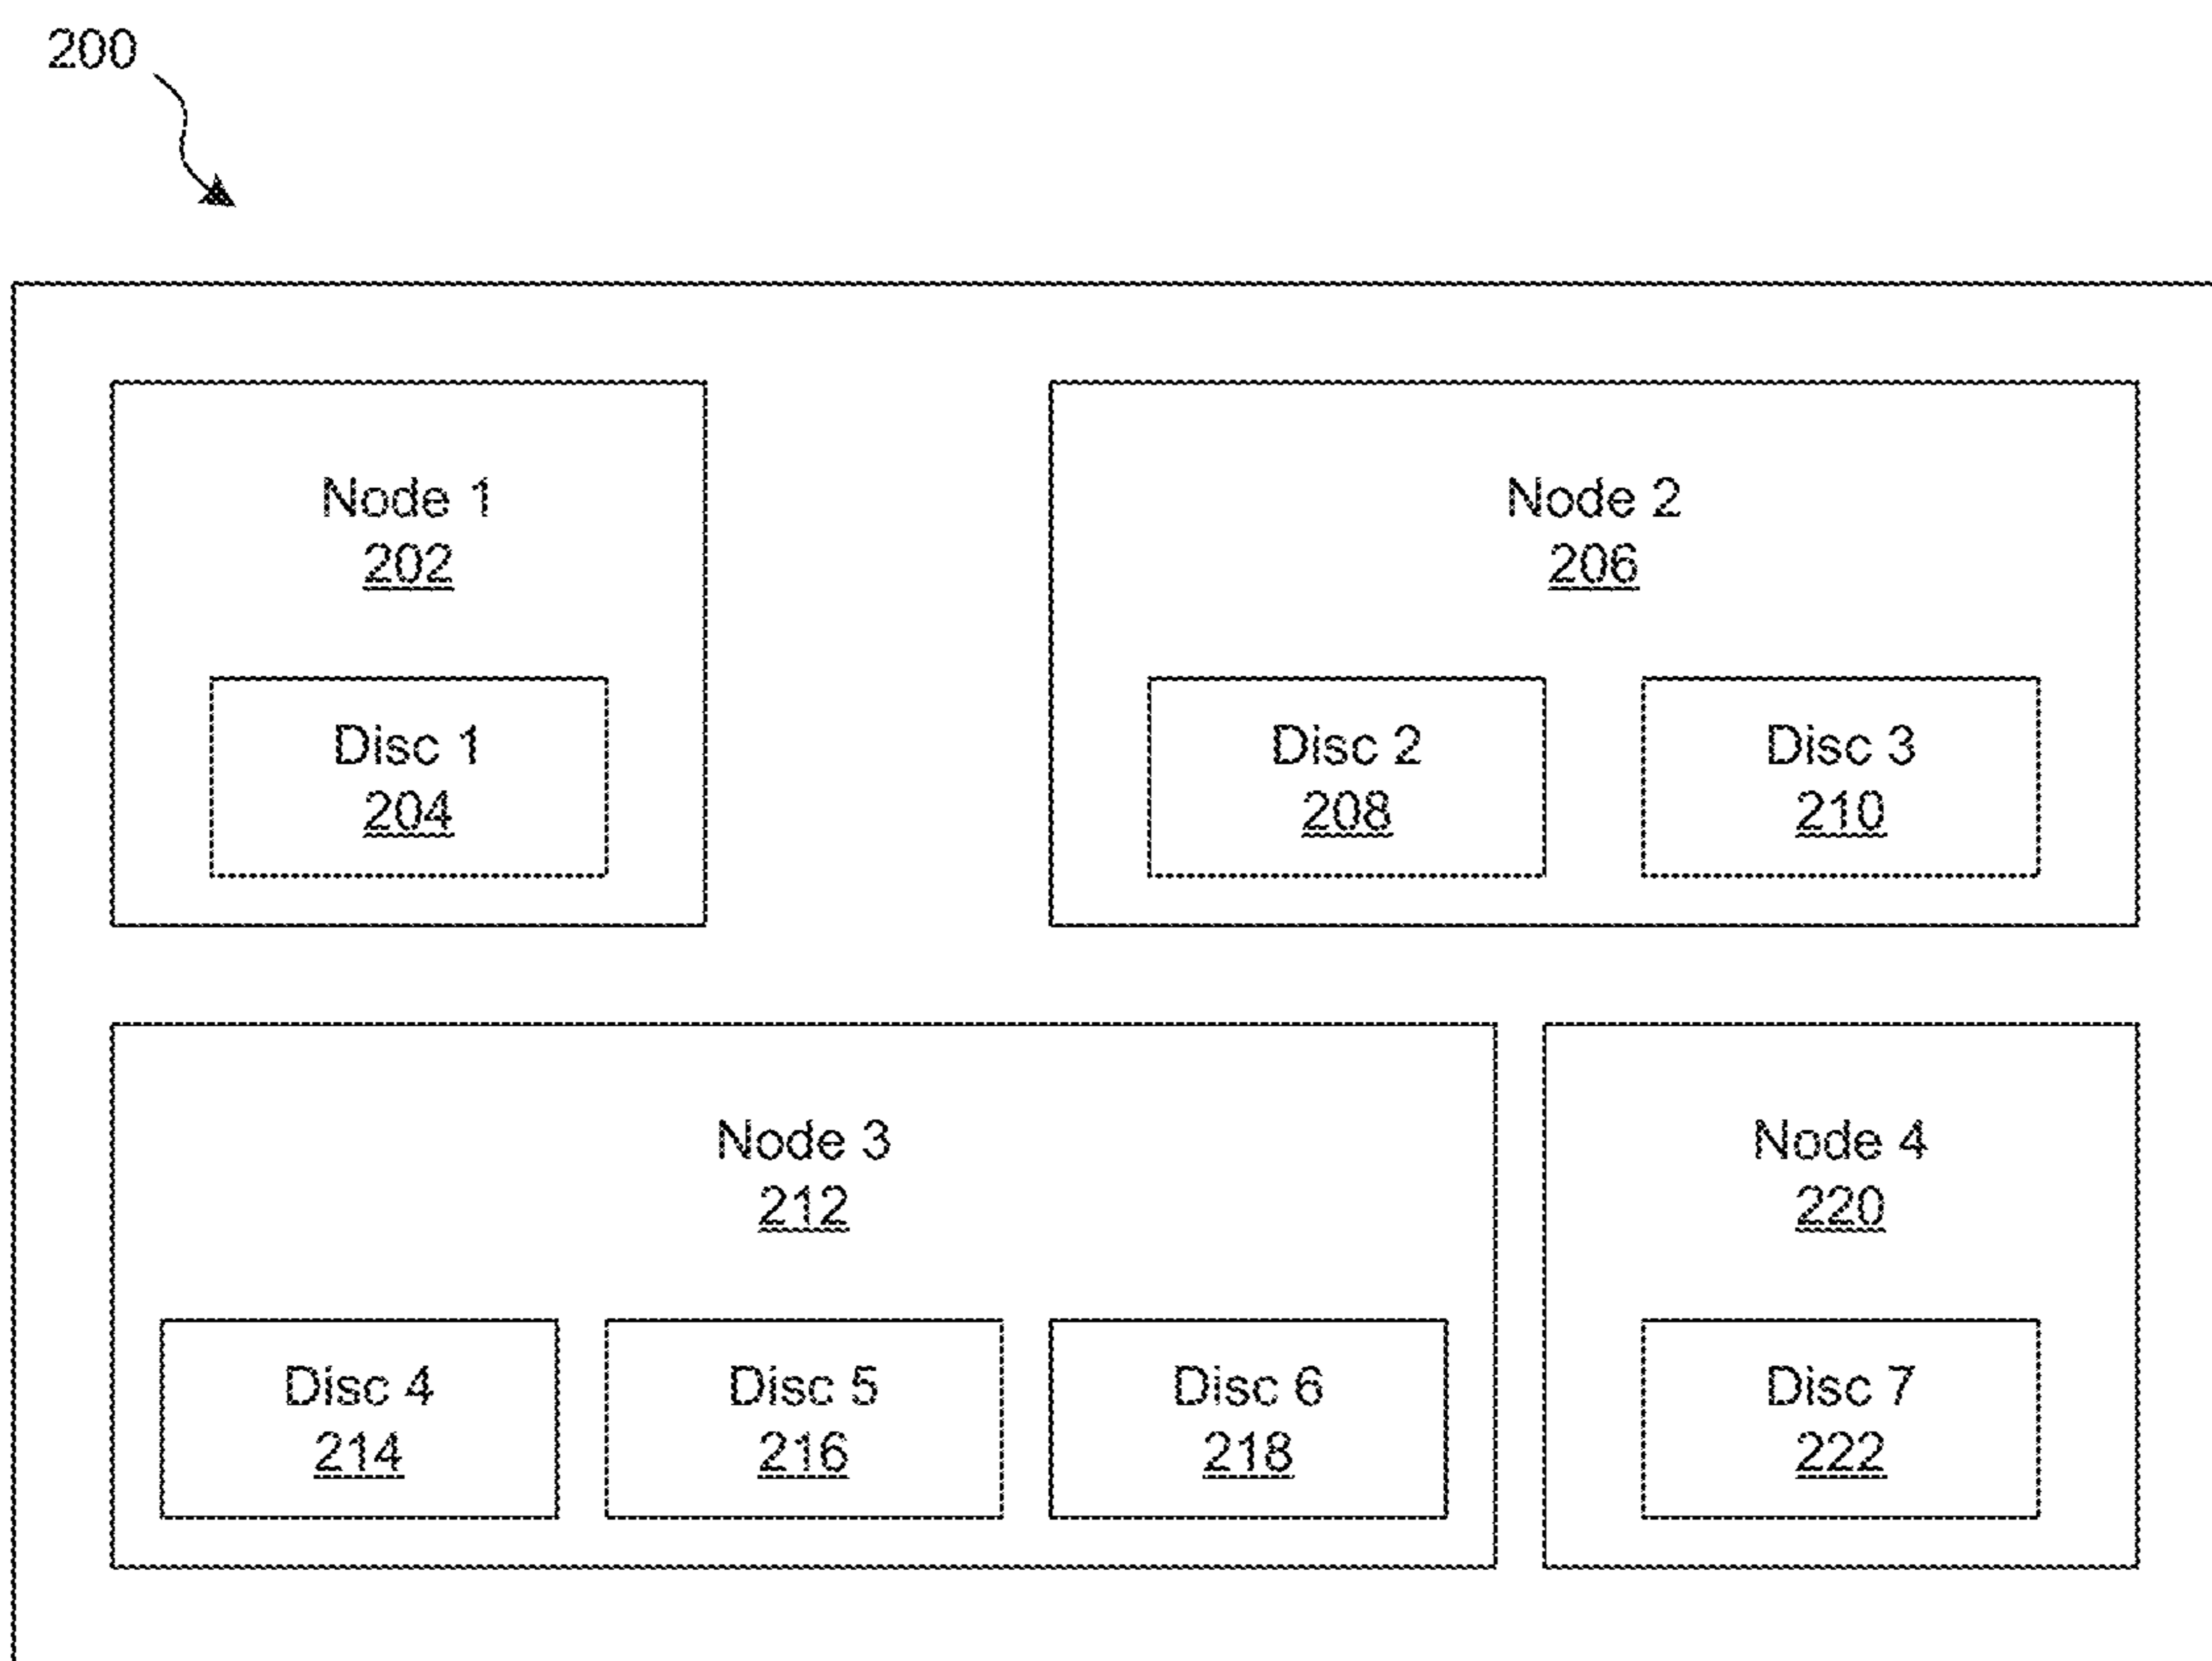 200
Node 1
202
Disc 1
204
Node 2
206
Disc 2
208
Disc 3
210
Node 3
212
Disc 4
214
Disc 5
216
Disc 6
218
Node 4
220
Disc 7
222